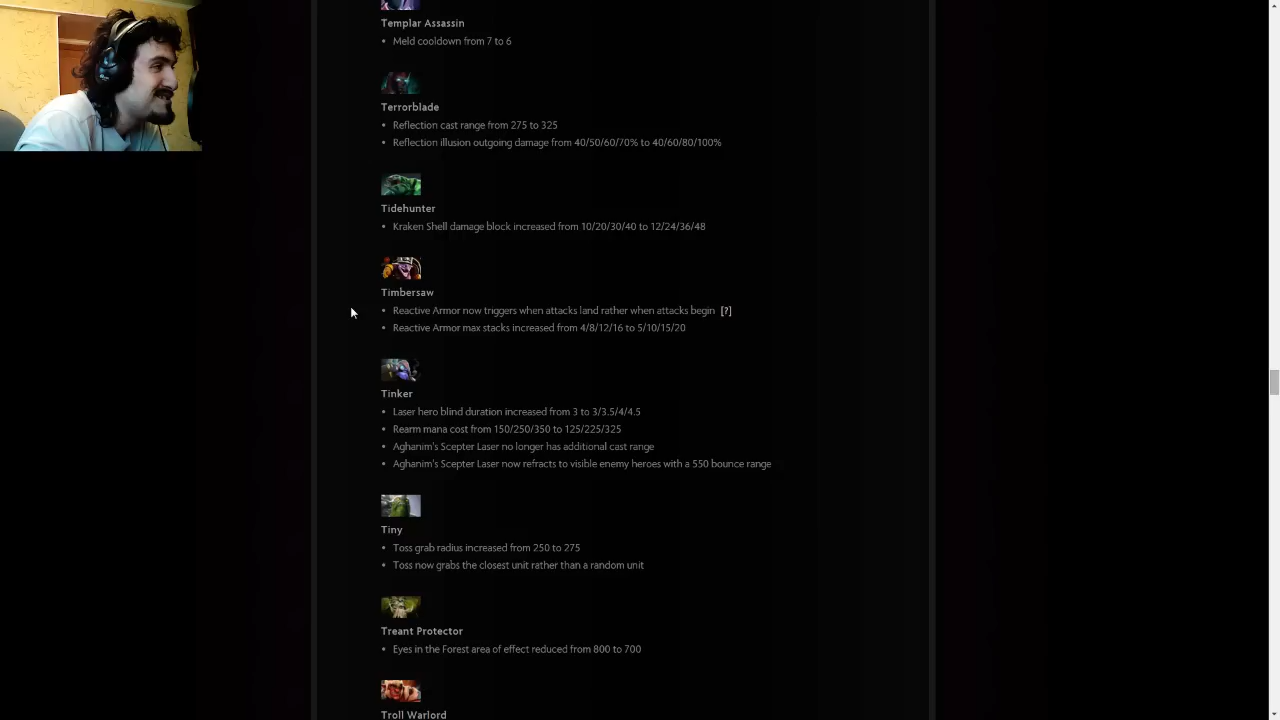 Templar Assassin
• Meld cooldown from 7 to 6
Terrorblade
• Reflection cast range from 275 to 325
• Reflection illusion outgoing damage from 40/50/60/70% to 40/60/80/100%
Tidehunter
• Kraken Shell damage block increased from 10/20/30/40 to 12/24/36/48
Timbersaw
• Reactive Armor now triggers when attacks land rather when attacks begin [?]
• Reactive Armor max stacks increased from 4/8/12/16 to 5/10/15/20
Tinker
• Laser hero blind duration increased from 3 to 3/3.5/4/4.5
• Rearm mana cost from 150/250/350 to 125/225/325
• Aghanim's Scepter Laser no longer has additional cast range
• Aghanim's Scepter Laser now refracts to visible enemy heroes with a 550 bounce range
Tiny
• Toss grab radius increased from 250 to 275
• Toss now grabs the closest unit rather than a random unit
Treant Protector
• Eyes in the Forest area of effect reduced from 800 to 700
Troll Warlord